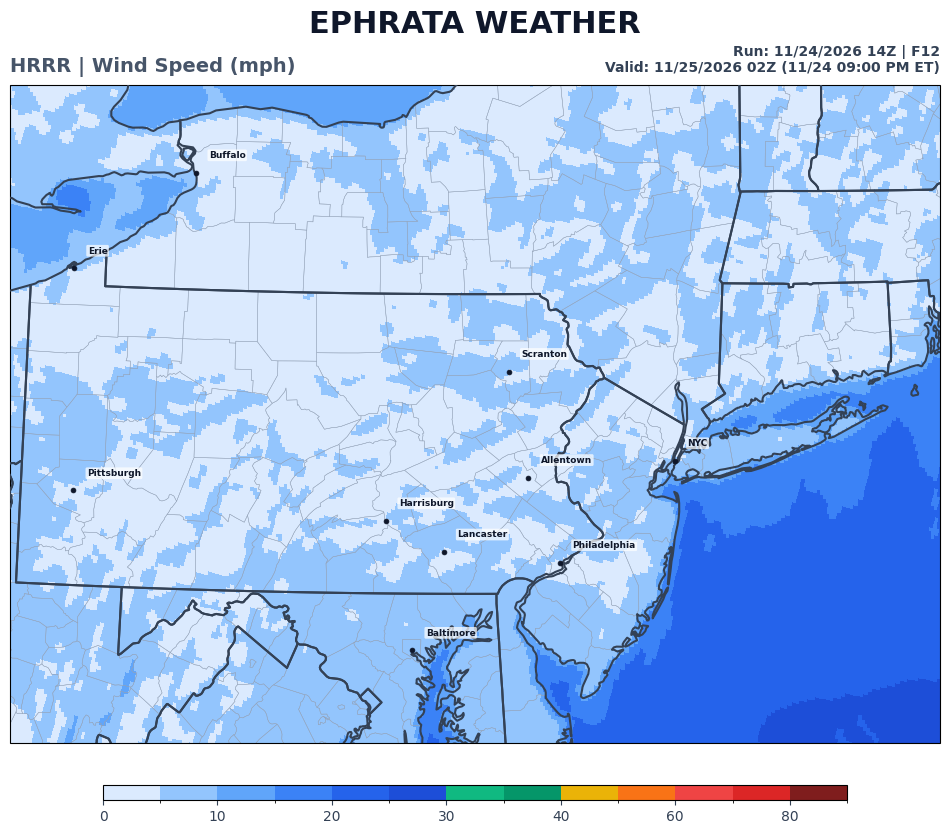 EPHRATA WEATHER
HRRR | Wind Speed (mph)
Run: 11/24/2026 14Z | F12
Valid: 11/25/2026 02Z (11/24 09:00 PM ET)
Buffalo
Erie
Scranton
NYC
Allentown
Pittsburgh
Harrisburg
Lancaster
Philadelphia
Baltimore
0 10 20 30 40 50 60 70 80